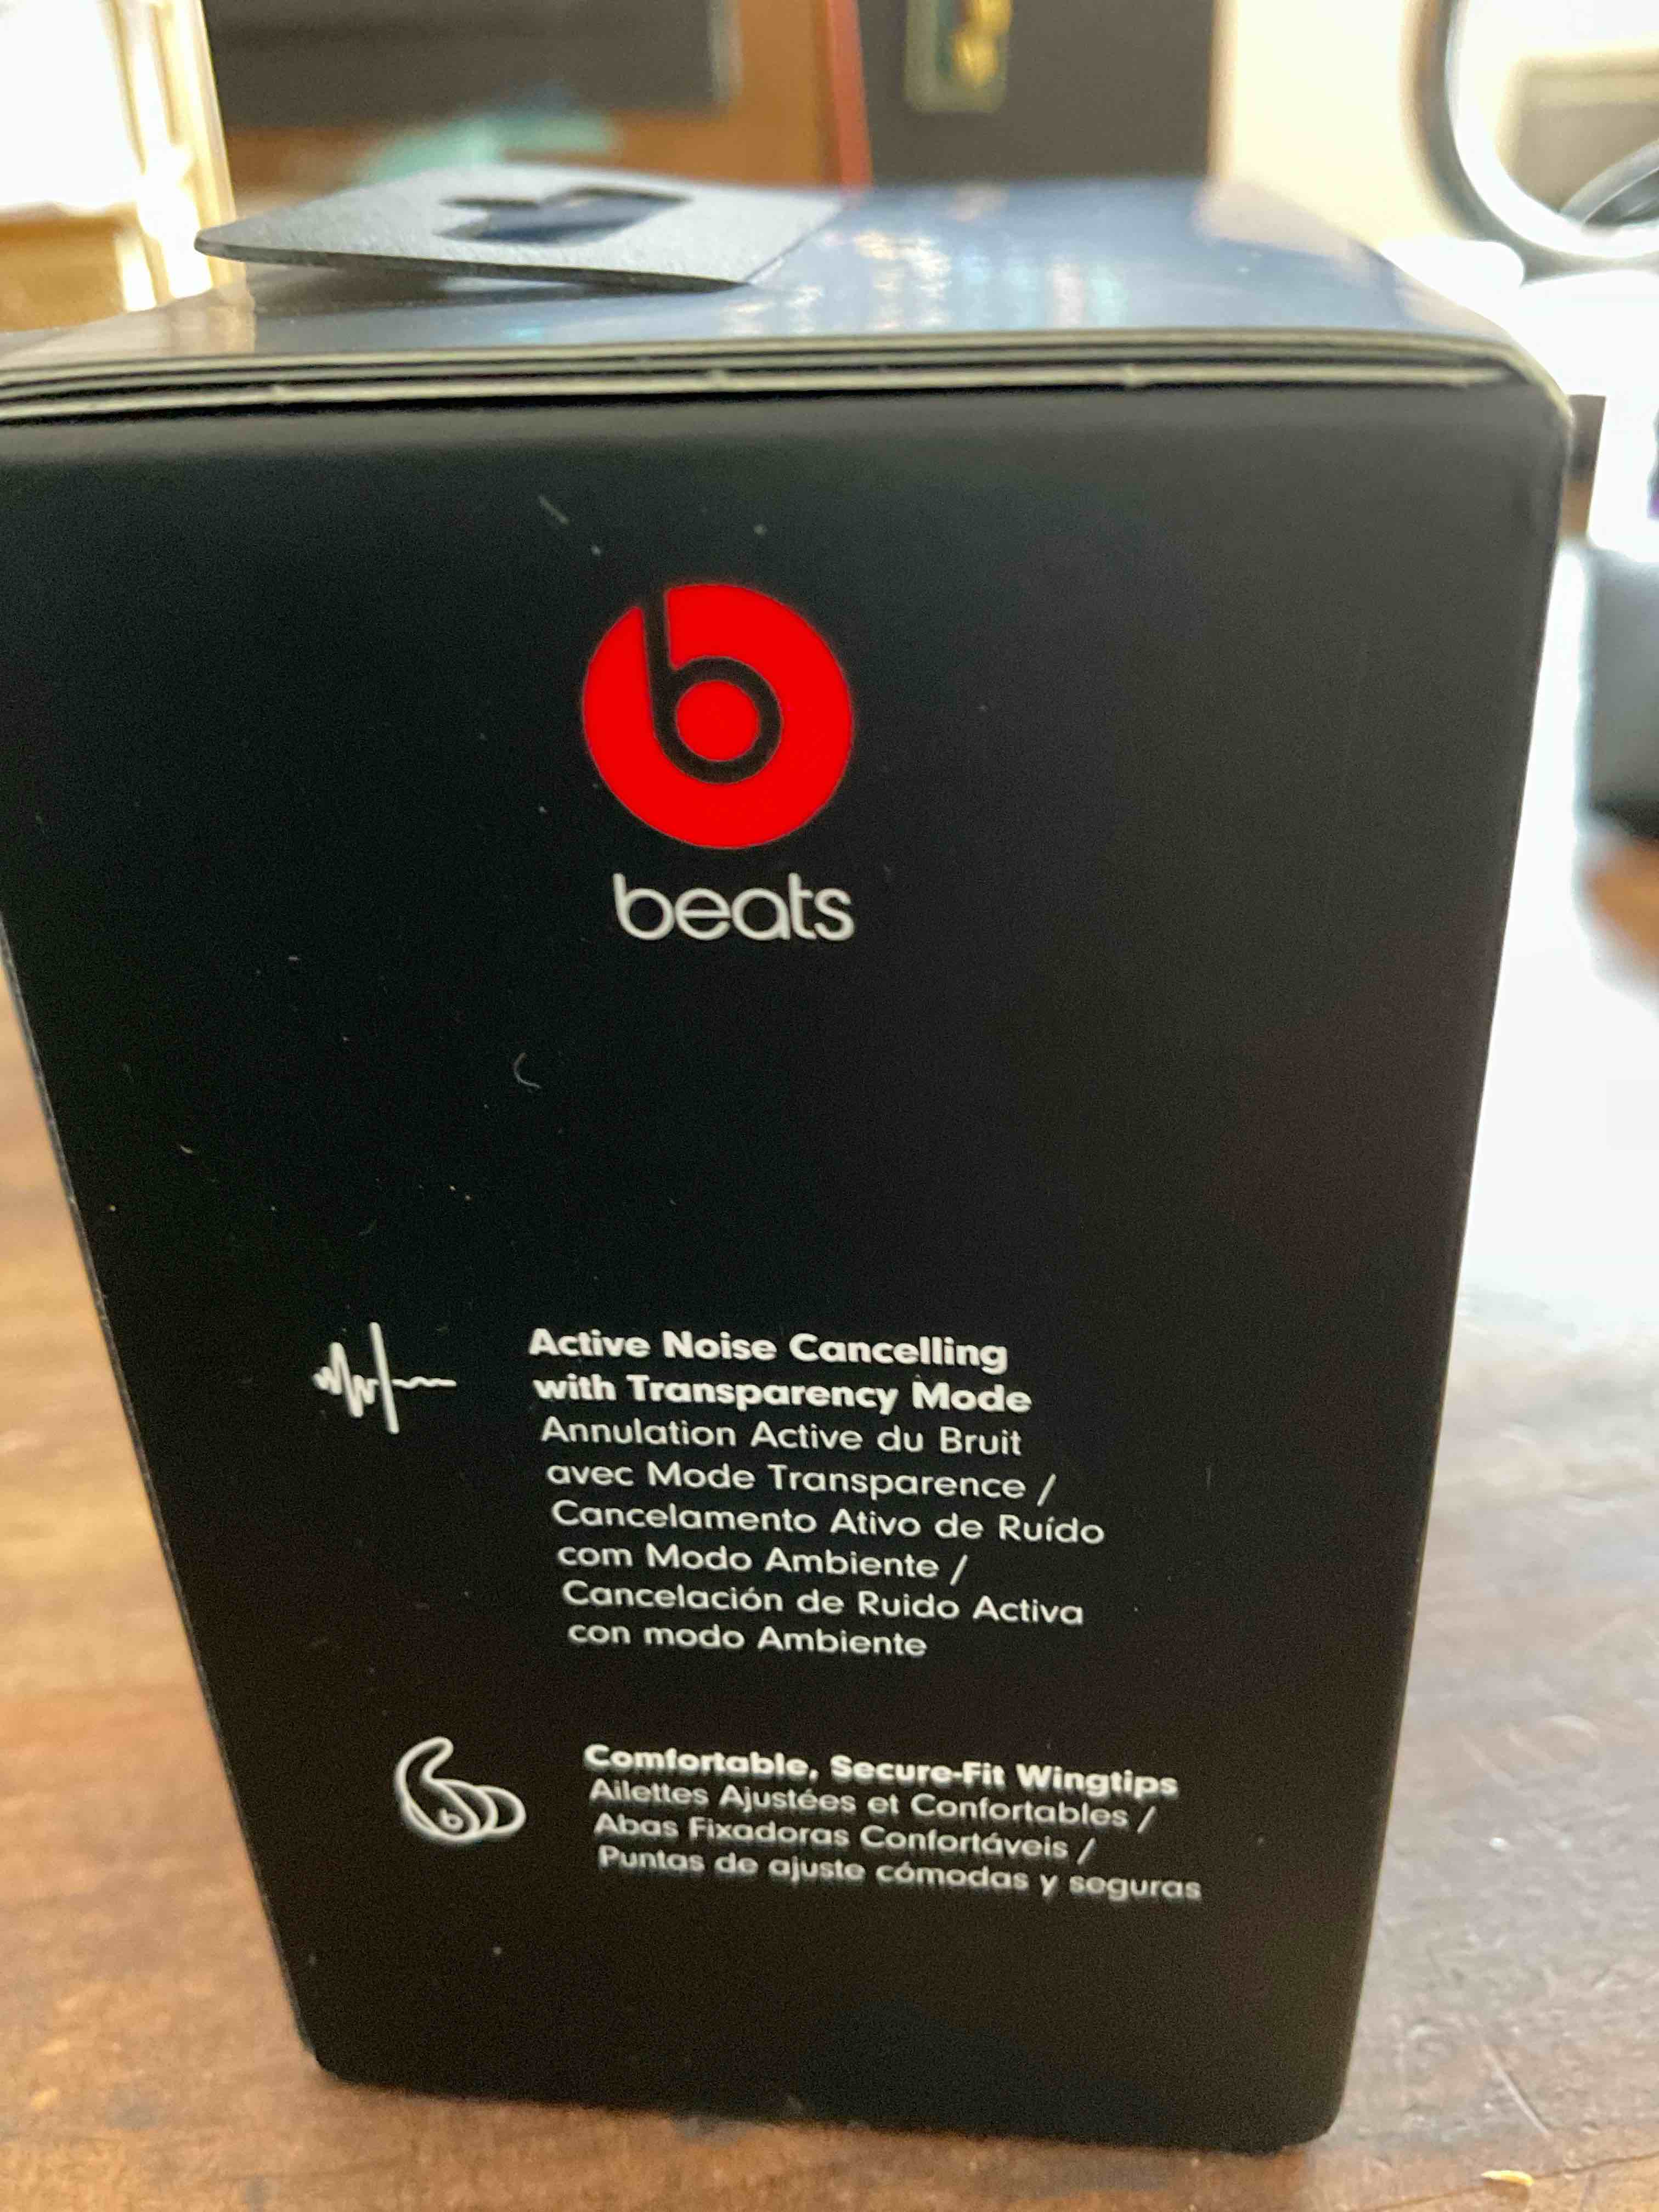 beats
Active Noise Cancelling
with Transparency Mode
Annulation Active du Bruit
avec Mode Transparence /
Cancelamento Ativo de Ruído
com Modo Ambiente /
Cancelación de Ruido Activa
con modo Ambiente
Comfortable, Secure-Fit Wingtips
Ailettes Ajustées et Confortables /
Abas Fixadoras Confortáveis /
Puntas de ajuste cómodas y seguras